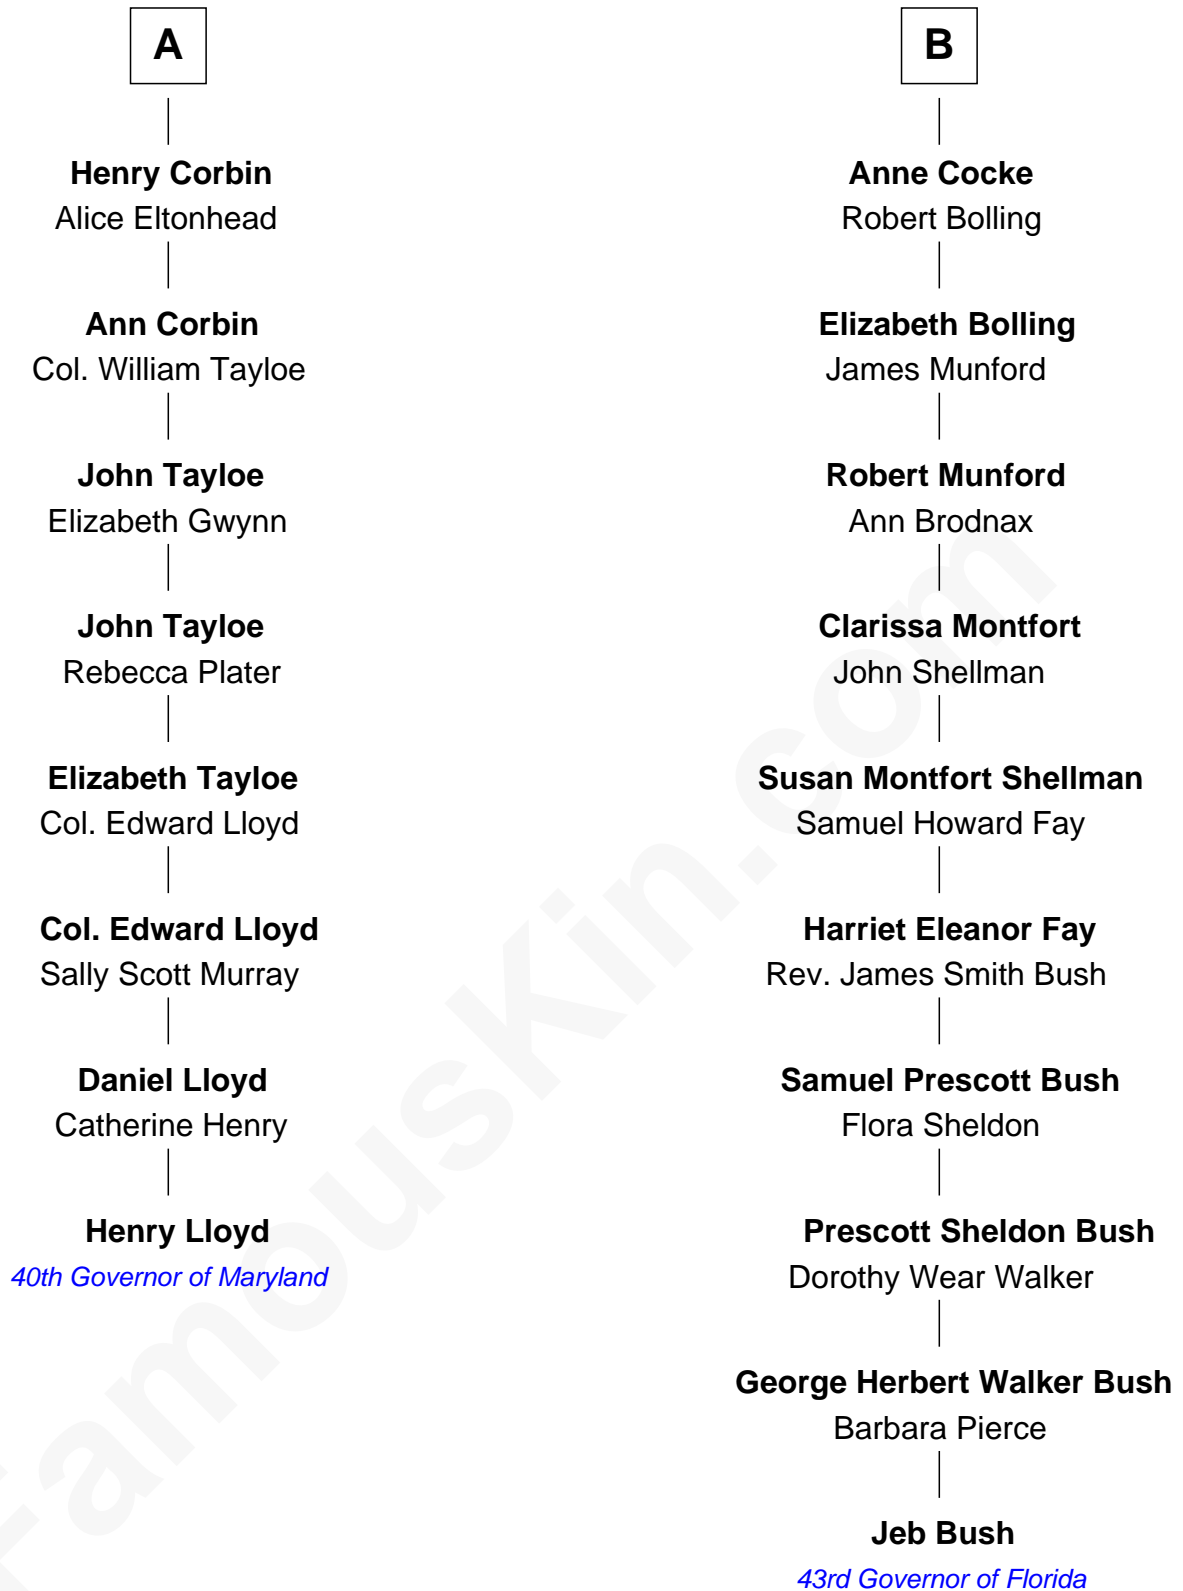 A
Henry Corbin
Alice Eltonhead
Ann Corbin
Col. William Tayloe
John Tayloe
Elizabeth Gwynn
John Tayloe
Rebecca Plater
Elizabeth Tayloe
Col. Edward Lloyd
Col. Edward Lloyd
Sally Scott Murray
Daniel Lloyd
Catherine Henry
Henry Lloyd
40th Governor of Maryland
B
Anne Cocke
Robert Bolling
Elizabeth Bolling
James Munford
Robert Munford
Ann Brodnax
Clarissa Montfort
John Shellman
Susan Montfort Shellman
Samuel Howard Fay
Harriet Eleanor Fay
Rev. James Smith Bush
Samuel Prescott Bush
Flora Sheldon
Prescott Sheldon Bush
Dorothy Wear Walker
George Herbert Walker Bush
Barbara Pierce
Jeb Bush
43rd Governor of Florida
FamousKin.com